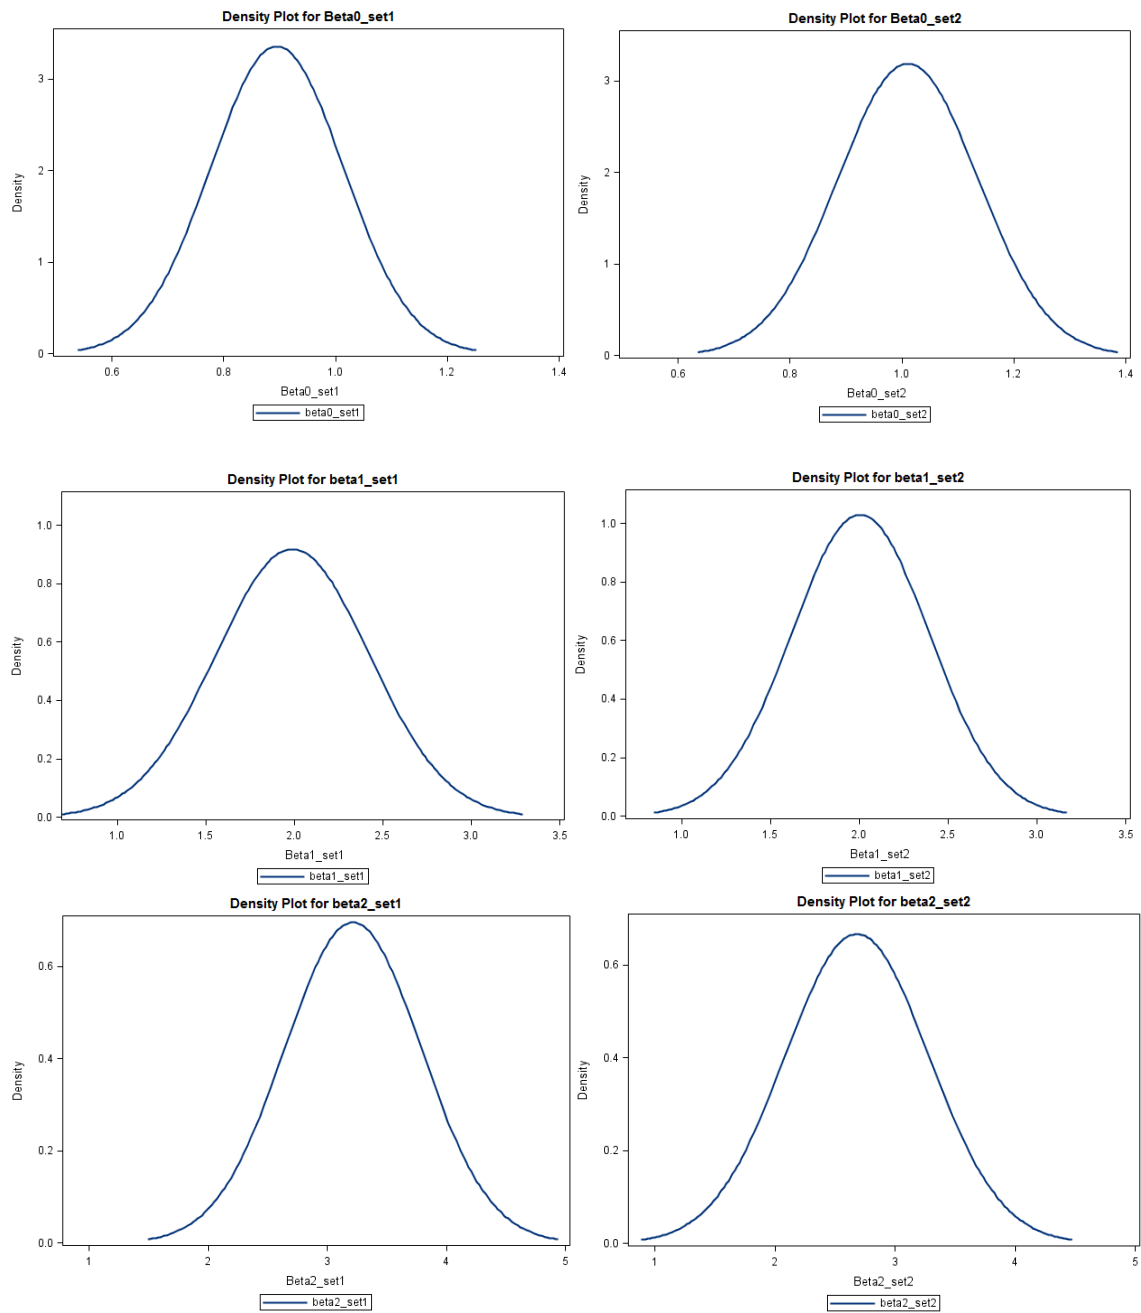 Density Plot for Beta0_set1
3
2
1
0
Density
0.6 0.8 1.0 1.2 1.4
Beta0_set1
beta0_set1
Density Plot for Beta0_set2
3
2
1
0
Density
0.6 0.8 1.0 1.2 1.4
Beta0_set2
beta0_set2
Density Plot for beta1_set1
1.0
0.8
0.6
0.4
0.2
0.0
Density
1.0 1.5 2.0 2.5 3.0 3.5
Beta1_set1
beta1_set1
Density Plot for beta1_set2
1.0
0.8
0.6
0.4
0.2
0.0
Density
1.0 1.5 2.0 2.5 3.0 3.5
Beta1_set2
beta1_set2
Density Plot for beta2_set1
0.6
0.4
0.2
0.0
Density
1 2 3 4 5
Beta2_set1
beta2_set1
Density Plot for beta2_set2
0.6
0.4
0.2
0.0
Density
1 2 3 4 5
Beta2_set2
beta2_set2